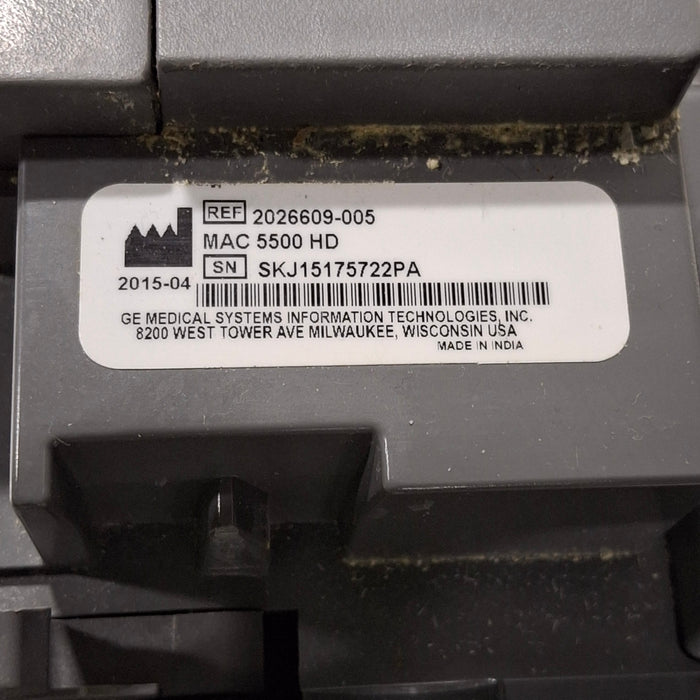 REF 2026609-005
MAC 5500 HD
SN SKJ15175722PA
2015-04
GE MEDICAL SYSTEMS INFORMATION TECHNOLOGIES, INC.
8200 WEST TOWER AVE MILWAUKEE, WISCONSIN USA
MADE IN INDIA